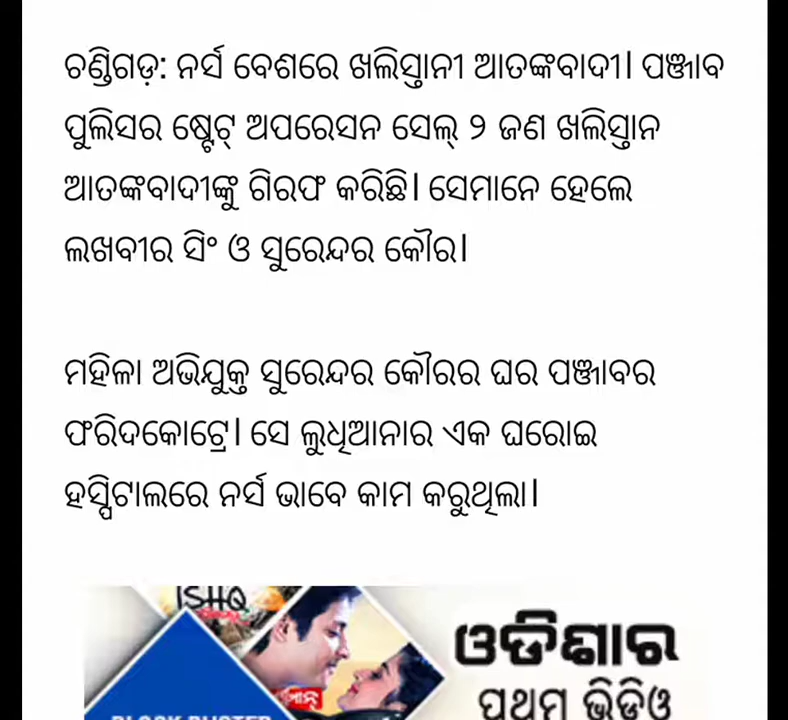 ଚଣ୍ଡିଗଡ଼: ନର୍ସ ବେଶରେ ଖଲିସ୍ତାନୀ ଆତଙ୍କବାଦୀ। ପଞ୍ଜାବ
ପୁଲିସର ଷ୍ଟେଟ୍ ଅପରେସନ ସେଲ୍ ୨ ଜଣ ଖଲିସ୍ତାନ
ଆତଙ୍କବାଦୀଙ୍କୁ ଗିରଫ କରିଛି। ସେମାନେ ହେଲେ
ଲଖବୀର ସିଂ ଓ ସୁରେନ୍ଦର କୌର।
ମହିଳା ଅଭିଯୁକ୍ତ ସୁରେନ୍ଦର କୌରର ଘର ପଞ୍ଜାବର
ଫରିଦକୋଟ୍ରେ। ସେ ଲୁଧିଆନାର ଏକ ଘରୋଇ
ହସ୍ପିଟାଲରେ ନର୍ସ ଭାବେ କାମ କରୁଥିଲା।
ISHQ
ଓଡିଶାର
ପ୍ରଥମ ଭିଡିଓ
BLOCK BUSTER